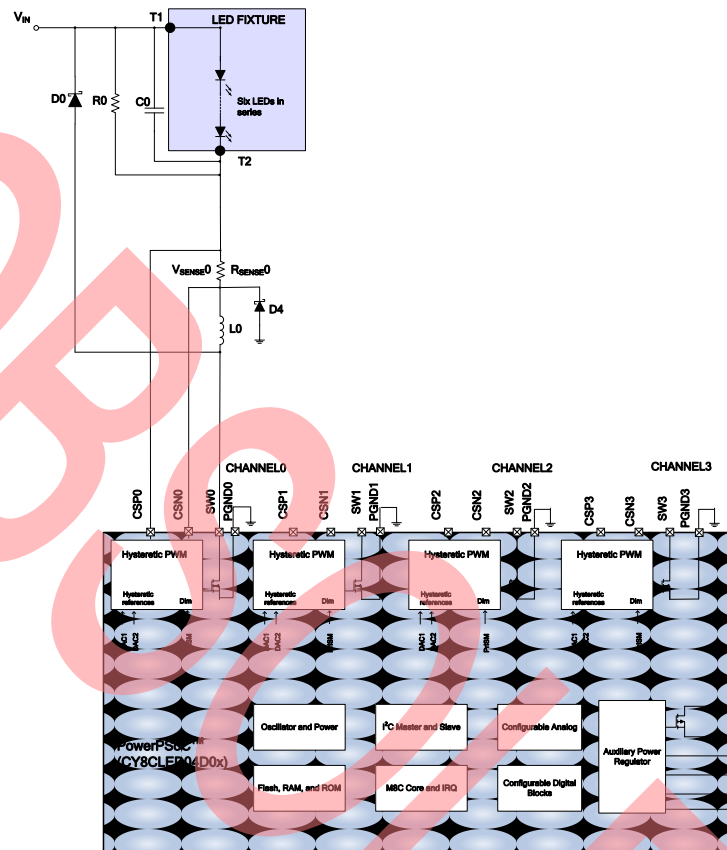 VIN
T1
LED FIXTURE
D0
R0
C0
Six LEDs in
series
T2
VSENSE0
RSENSE0
D4
L0
CHANNEL0
CHANNEL1
CHANNEL2
CHANNEL3
CSP0
CSN0
SW0
PGND0
CSP1
CSN1
SW1
PGND1
CSP2
CSN2
SW2
PGND2
CSP3
CSN3
SW3
PGND3
Hysteretic PWM
Hysteretic PWM
Hysteretic PWM
Hysteretic PWM
Hysteretic
references
Dim
Hysteretic
references
Dim
Hysteretic
references
Dim
Hysteretic
references
Dim
DAC1
DAC2
DAC1
DAC2
PrISM
Oscillator and Power
I²C Master and Slave
Configurable Analog
Auxiliary Power
Regulator
PowerPSoC™
(CY8CLED04D0x)
Flash, RAM, and ROM
M8C Core and IRQ
Configurable Digital
Blocks